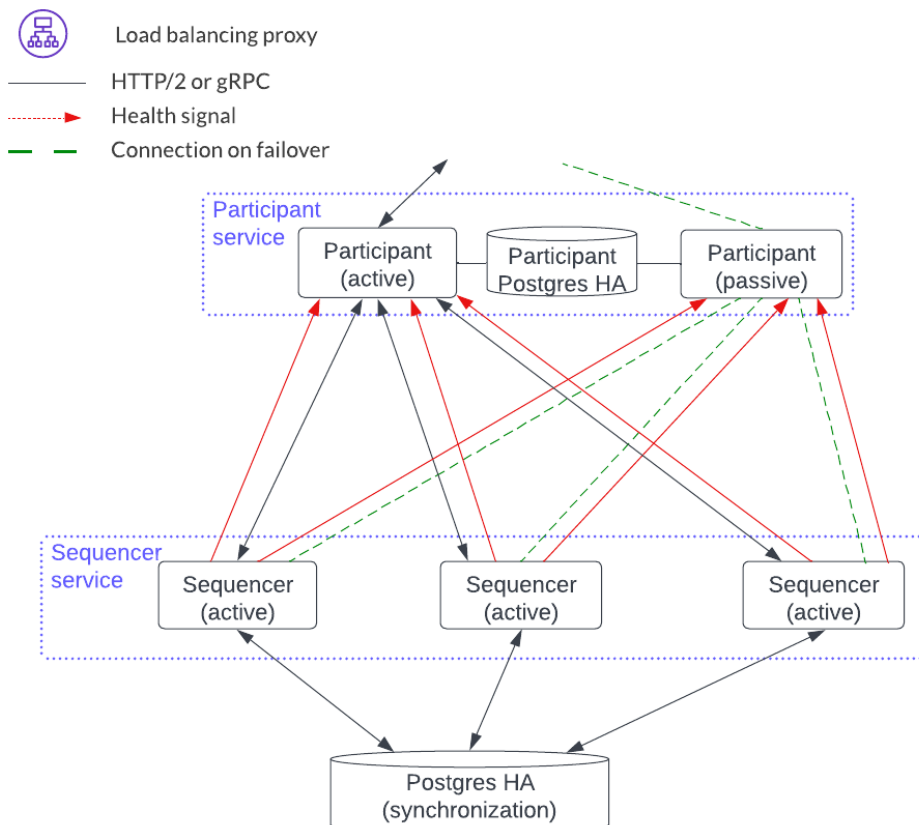 Load balancing proxy
HTTP/2 or gRPC
Health signal
Connection on failover
Participant
service
Participant
(active)
Participant
Postgres HA
Participant
(passive)
Sequencer
service
Sequencer
(active)
Sequencer
(active)
Sequencer
(active)
Postgres HA
(synchronization)